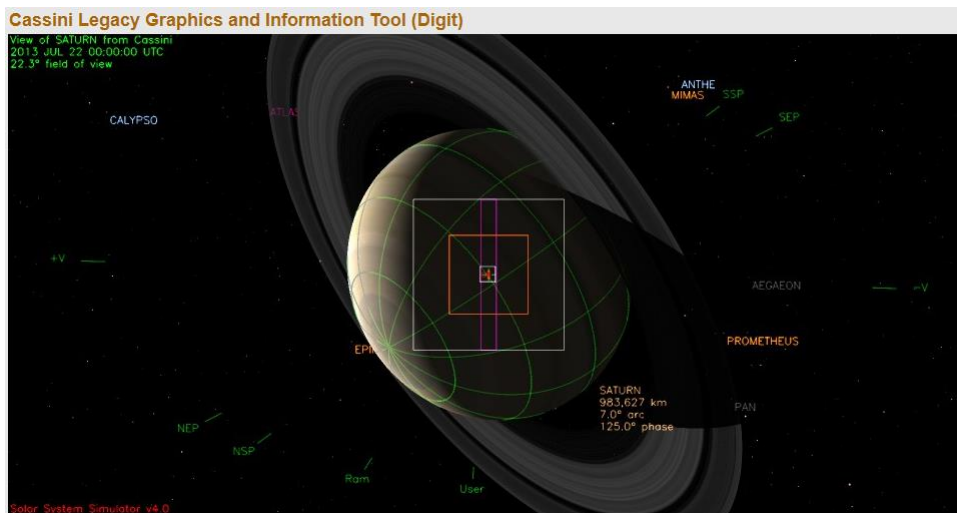 Cassini Legacy Graphics and Information Tool (Digit)
View of SATURN from Cassini
2013 JUL 22 00:00:00 UTC
22.3° field of view
ANTHE
MIMAS
SSP
CALYPSO
ATLAS
SEP
+V
AEGAEON
-V
PROMETHEUS
SATURN
983,627 km
7.0° arc
125.0° phase
PAN
NEP
NSP
Ram
User
Solar System Simulator v4.0